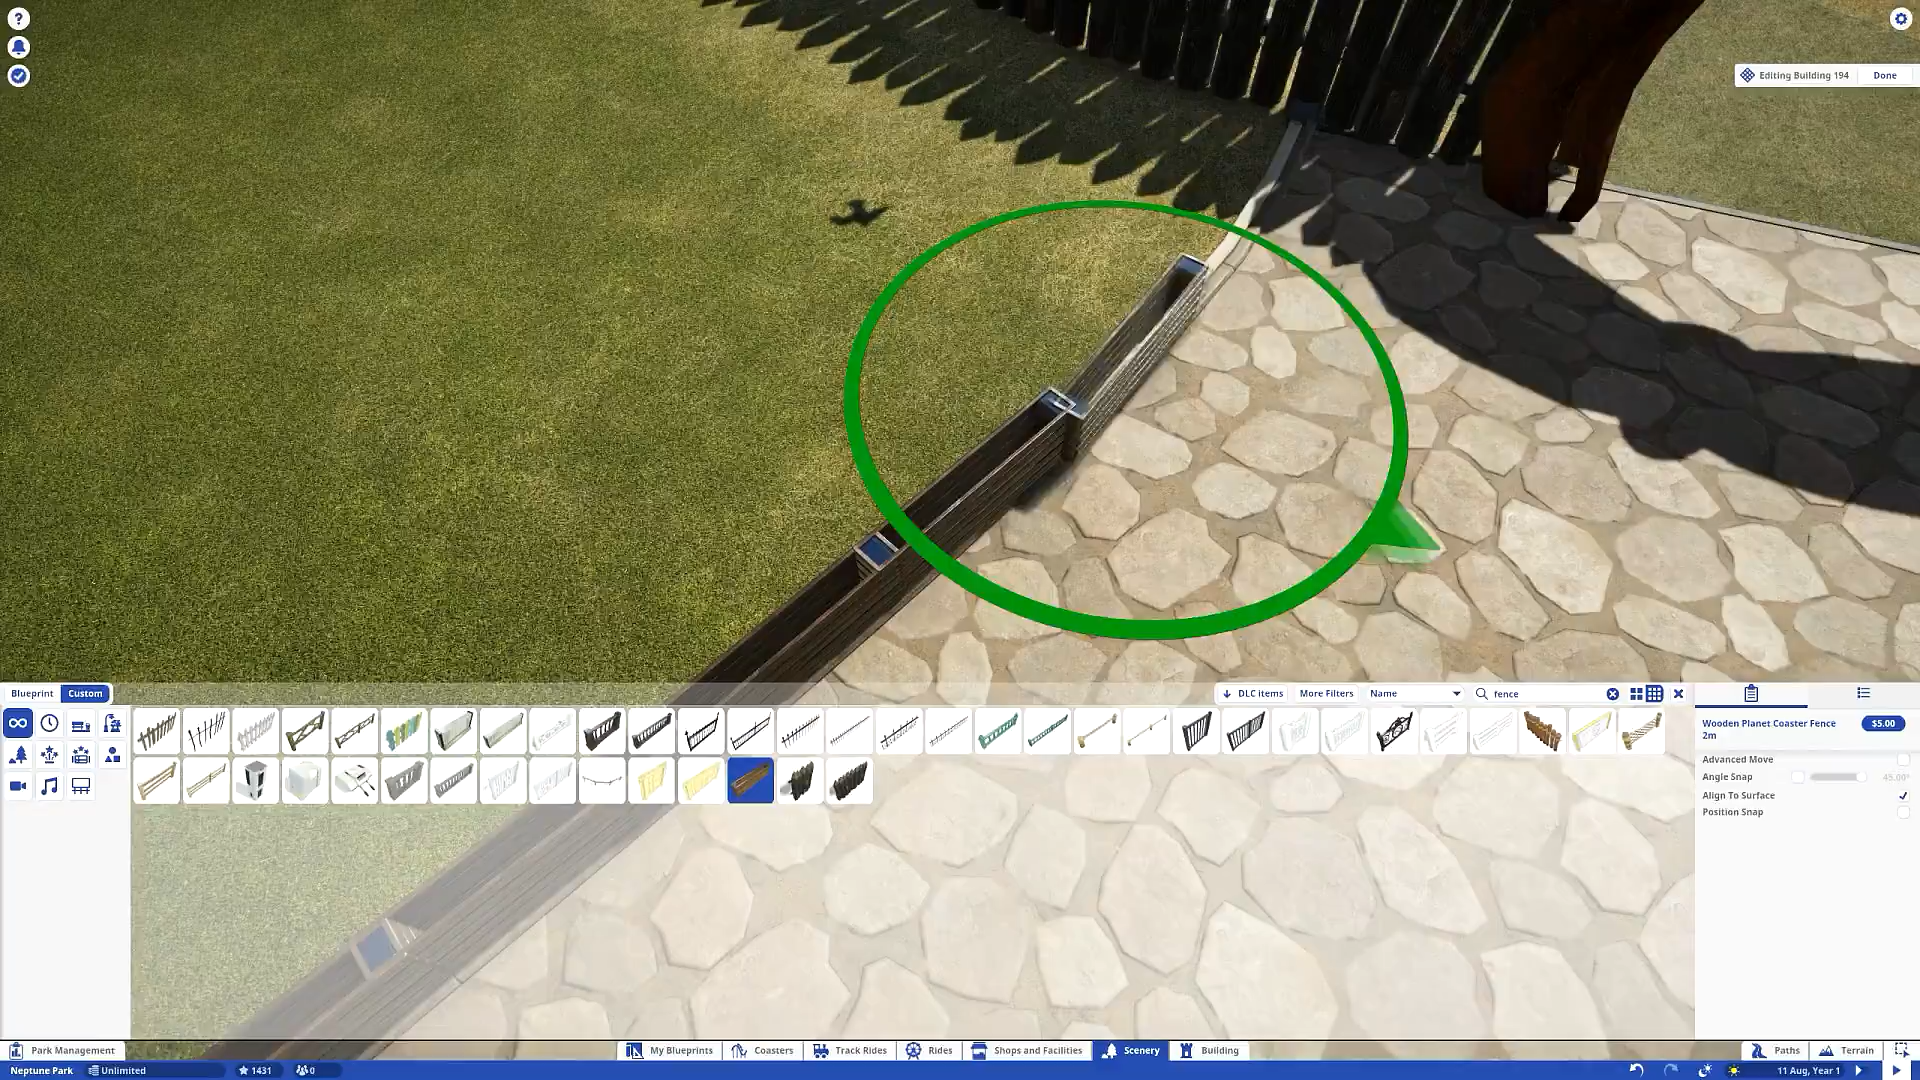 ?
Editing Building 194 Done
Blueprint Custom
DLC items More Filters Name fence
Wooden Planet Coaster Fence 2m $5.00
Advanced Move
Angle Snap 45.00°
Align To Surface
Position Snap
Park Management
My Blueprints Coasters Track Rides Rides Shops and Facilities Scenery Building
Paths Terrain
Neptune Park Unlimited 1431 0
11 Aug, Year 1